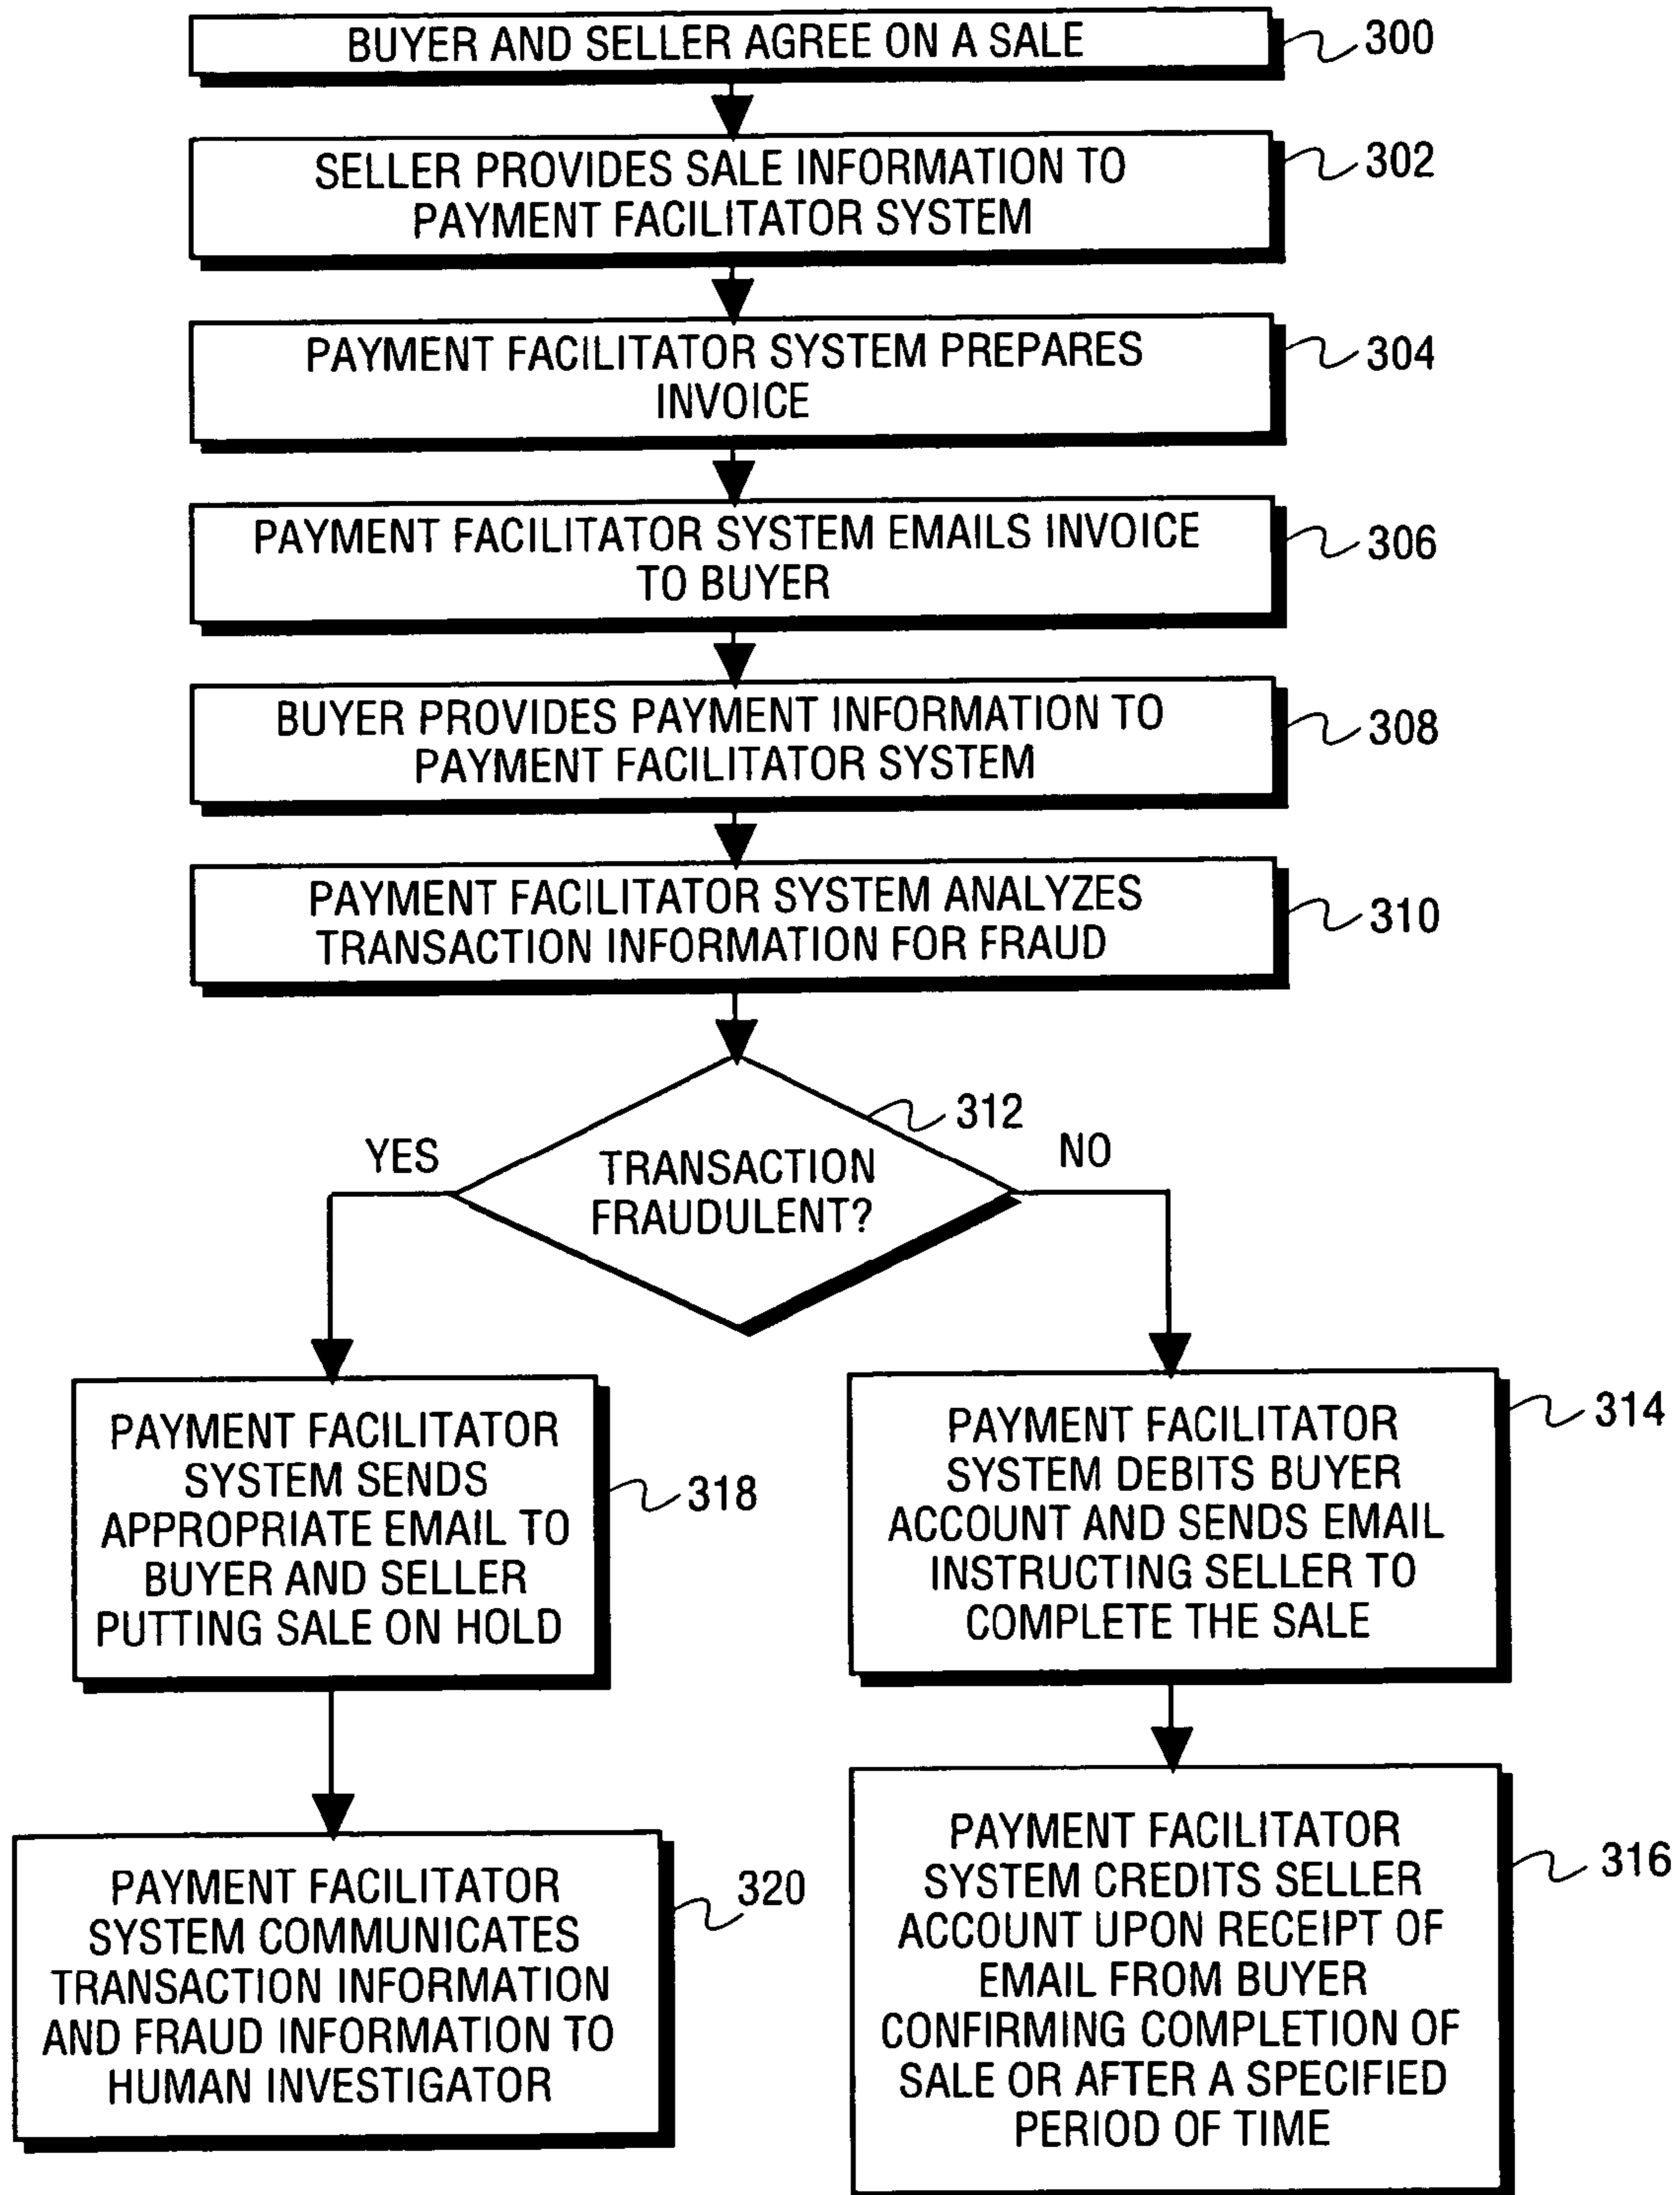 BUYER AND SELLER AGREE ON A SALE
300
SELLER PROVIDES SALE INFORMATION TO
PAYMENT FACILITATOR SYSTEM
302
PAYMENT FACILITATOR SYSTEM PREPARES
INVOICE
304
PAYMENT FACILITATOR SYSTEM EMAILS INVOICE
TO BUYER
306
BUYER PROVIDES PAYMENT INFORMATION TO
PAYMENT FACILITATOR SYSTEM
308
PAYMENT FACILITATOR SYSTEM ANALYZES
TRANSACTION INFORMATION FOR FRAUD
310
312
YES
NO
TRANSACTION
FRAUDULENT?
PAYMENT FACILITATOR
SYSTEM SENDS
APPROPRIATE EMAIL TO
BUYER AND SELLER
PUTTING SALE ON HOLD
318
PAYMENT FACILITATOR
SYSTEM DEBITS BUYER
ACCOUNT AND SENDS EMAIL
INSTRUCTING SELLER TO
COMPLETE THE SALE
314
PAYMENT FACILITATOR
SYSTEM COMMUNICATES
TRANSACTION INFORMATION
AND FRAUD INFORMATION TO
HUMAN INVESTIGATOR
320
PAYMENT FACILITATOR
SYSTEM CREDITS SELLER
ACCOUNT UPON RECEIPT OF
EMAIL FROM BUYER
CONFIRMING COMPLETION OF
SALE OR AFTER A SPECIFIED
PERIOD OF TIME
316